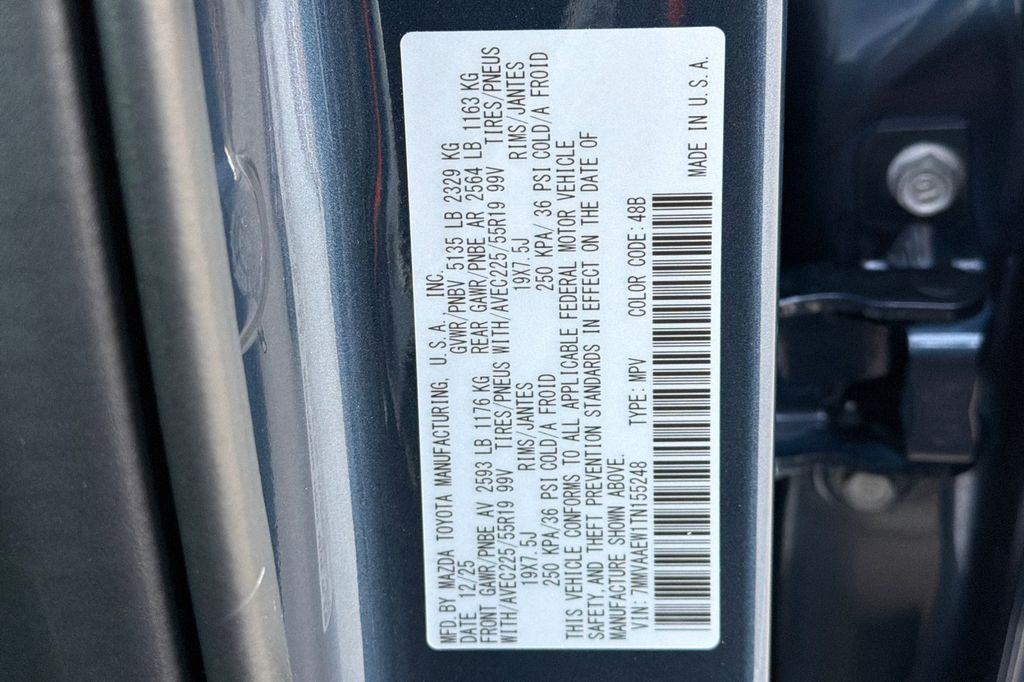 MFD. BY MAZDA TOYOTA MANUFACTURING, U.S.A., INC.
DATE 12/25 GVWR/PNBV 5135 LB 2329 KG
FRONT GAWR/PNBE AV 2593 LB 1176 KG REAR GAWR/PNBE AR 2564 LB 1163 KG
WITH/AVEC225/55R19 99V TIRES/PNEUS WITH/AVEC225/55R19 99V TIRES/PNEUS
19X7.5J RIMS/JANTES 19X7.5J RIMS/JANTES
250 KPA/36 PSI COLD/A FROID 250 KPA/ 36 PSI COLD/A FROID
THIS VEHICLE CONFORMS TO ALL APPLICABLE FEDERAL MOTOR VEHICLE
SAFETY, AND THEFT PREVENTION STANDARDS IN EFFECT ON THE DATE OF
MANUFACTURE SHOWN ABOVE.
VIN: 7MMVAAEW1TN155248 TYPE: MPV COLOR CODE: 48B
MADE IN U.S.A.